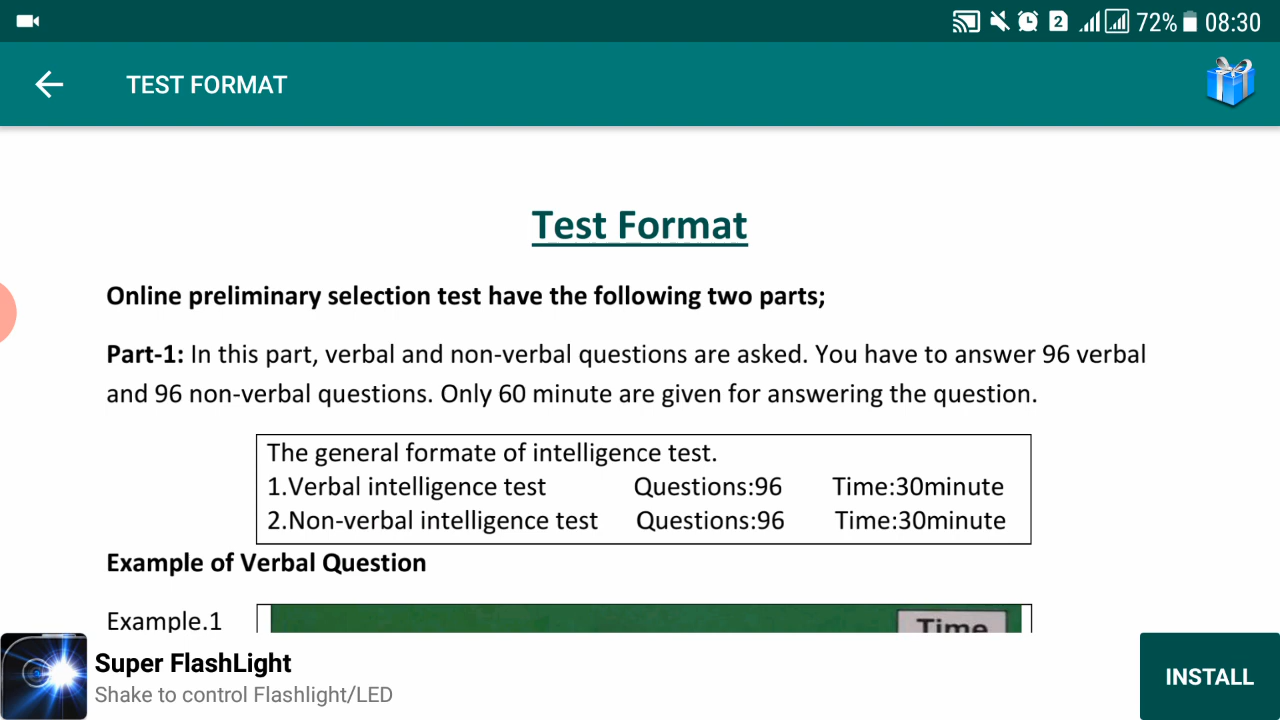 2 72% 08:30
TEST FORMAT
Test Format
Online preliminary selection test have the following two parts;
Part-1: In this part, verbal and non-verbal questions are asked. You have to answer 96 verbal
and 96 non-verbal questions. Only 60 minute are given for answering the question.
The general formate of intelligence test.
1.Verbal intelligence test Questions:96 Time:30minute
2.Non-verbal intelligence test Questions:96 Time:30minute
Example of Verbal Question
Example.1
Time
Super FlashLight
Shake to control Flashlight/LED
INSTALL